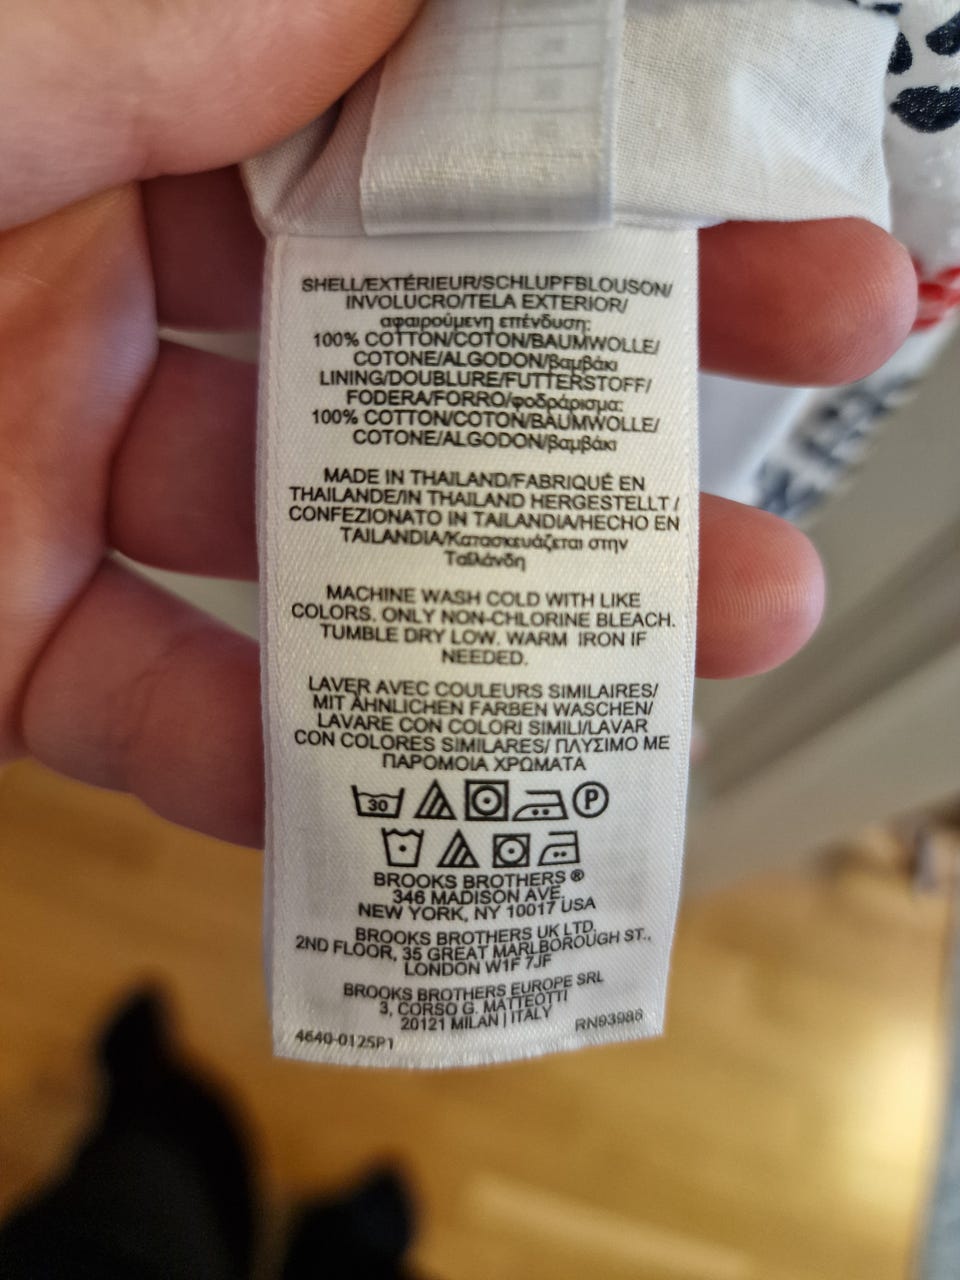 SHELL/EXTÉRIEUR/SCHLUPFBLOUSON/
INVOLUCRO/TELA EXTERIOR/
αφαιρούμενη επένδυση:
100% COTTON/COTON/BAUMWOLLE/
COTONE/ALGODON/βαμβάκι
LINING/DOUBLURE/FUTTERSTOFF/
FODERA/FORRO/φοδράρισμα:
100% COTTON/COTON/BAUMWOLLE/
COTONE/ALGODON/βαμβάκι
MADE IN THAILAND/FABRIQUÉ EN
THAILANDE/IN THAILAND HERGESTELLT /
CONFEZIONATO IN TAILANDIA/HECHO EN
TAILANDIA/Κατασκευάζεται στην
Ταϊλάνδη
MACHINE WASH COLD WITH LIKE
COLORS. ONLY NON-CHLORINE BLEACH.
TUMBLE DRY LOW. WARM IRON IF
NEEDED.
LAVER AVEC COULEURS SIMILAIRES/
MIT ÄHNLICHEN FARBEN WASCHEN/
LAVARE CON COLORI SIMILI/LAVAR
CON COLORES SIMILARES/ ΠΛΥΣΙΜΟ ΜΕ
ΠΑΡΟΜΟΙΑ ΧΡΩΜΑΤΑ
30 P
BROOKS BROTHERS ®
346 MADISON AVE.
NEW YORK, NY 10017 USA
BROOKS BROTHERS UK LTD.
2ND FLOOR, 35 GREAT MARLBOROUGH ST.,
LONDON W1F 7JF
BROOKS BROTHERS EUROPE SRL
3, CORSO G. MATTEOTTI
20121 MILAN | ITALY
4640-0125P1 RN93986